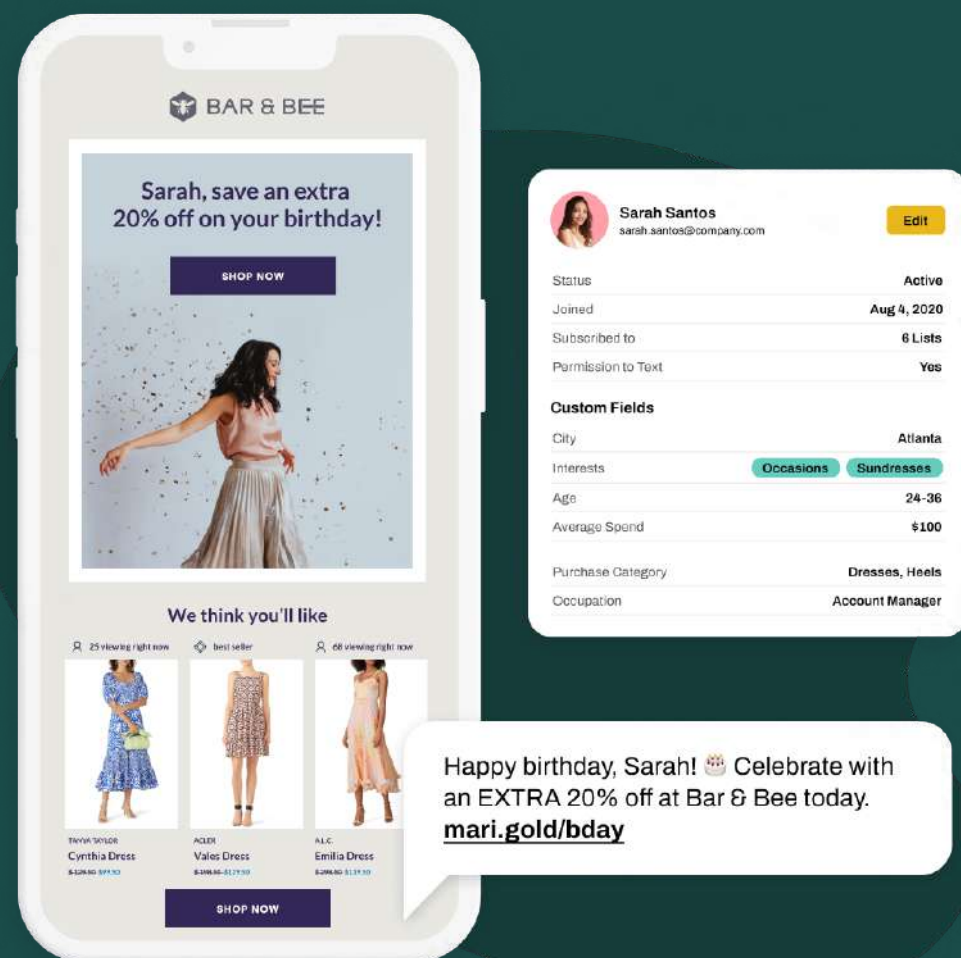 BAR & BEE
Sarah, save an extra
20% off on your birthday!
SHOP NOW
We think you'll like
25 viewing right now
best seller
68 viewing right now
Cynthia Dress
Vales Dress
Emilia Dress
SHOP NOW
Sarah Santos
sarah.santos@company.com
Edit
Status Active
Joined Aug 4, 2020
Subscribed to 6 Lists
Permission to Text Yes
Custom Fields
City Atlanta
Interests Occasions Sundresses
Age 24-36
Average Spend $100
Purchase Category Dresses, Heels
Occupation Account Manager
Happy birthday, Sarah! 🎂 Celebrate with
an EXTRA 20% off at Bar & Bee today.
mari.gold/bday